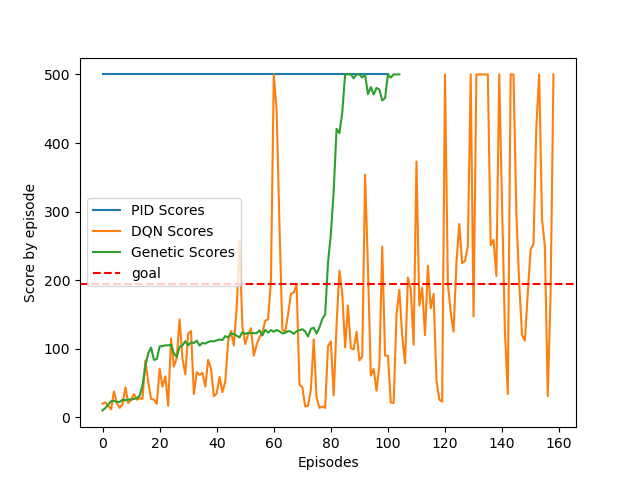 500
400
300
200
100
0
Score by episode
PID Scores
DQN Scores
Genetic Scores
goal
0 20 40 60 80 100 120 140 160
Episodes